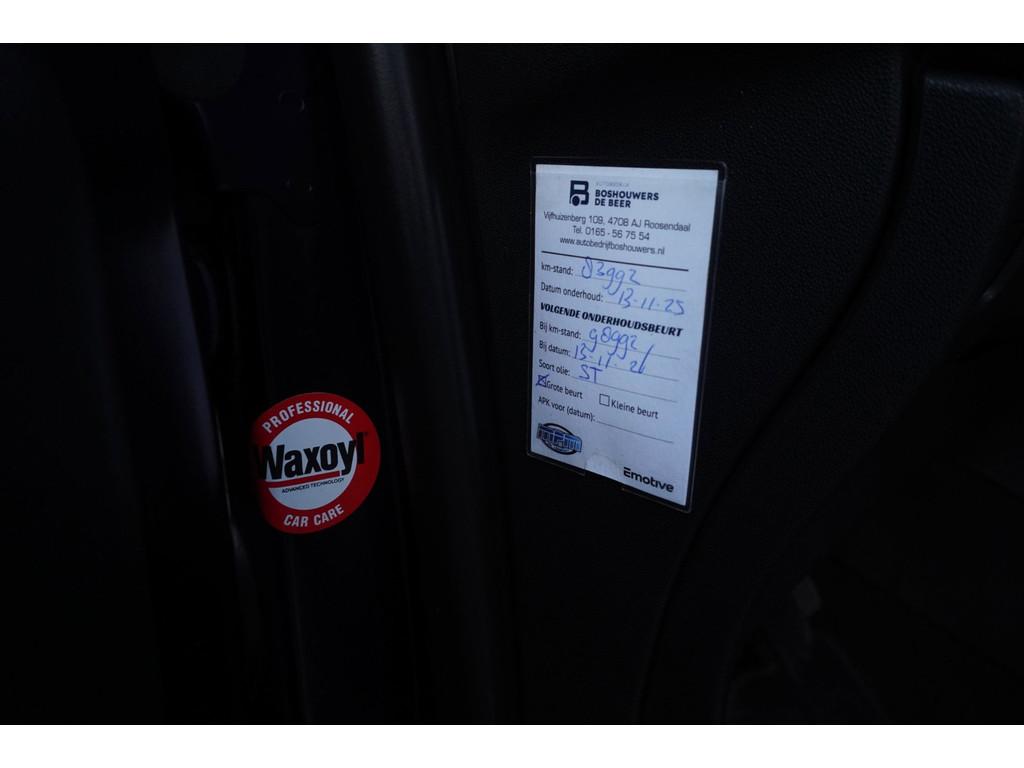 PROFESSIONAL
Waxoyl
ADVANCED TECHNOLOGY
CAR CARE
AUTOBEDRIJF
BOSHOUWERS
DE BEER
Vijfhuizenberg 109, 4708 AJ Roosendaal
Tel. 0165 - 56 75 54
www.autobedrijfboshouwers.nl
km-stand: 83992
Datum onderhoud: 13-11-25
VOLGENDE ONDERHOUDSBEURT
Bij km-stand: 98992
Bij datum: 13-11-26
Soort olie: ST
Grote beurt Kleine beurt
APK voor (datum):
Emotive